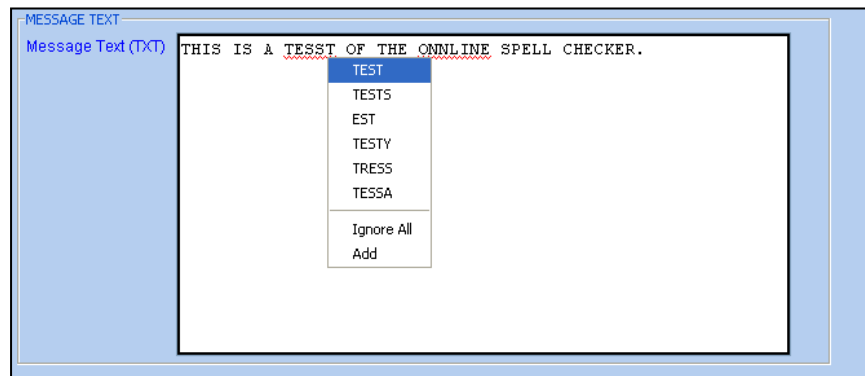 MESSAGE TEXT
Message Text (TXT)
THIS IS A TESST OF THE ONNLINE SPELL CHECKER.
TEST
TESTS
EST
TESTY
TRESS
TESSA
Ignore All
Add